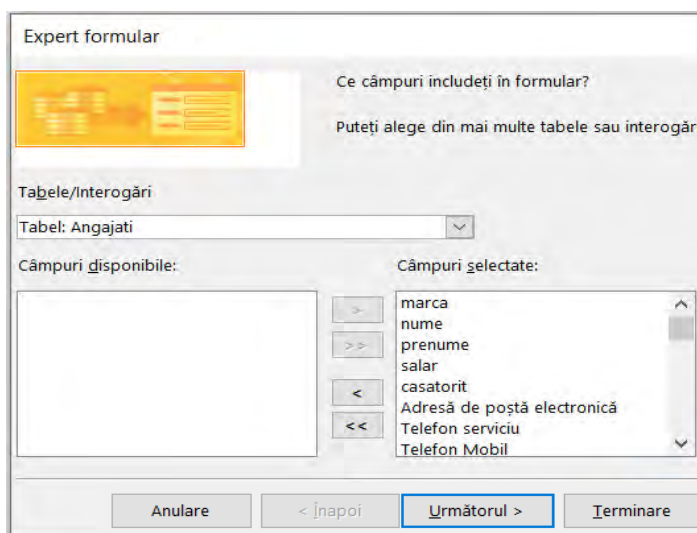 Expert formular
Ce câmpuri includeți în formular?
Puteți alege din mai multe tabele sau interogăr
Tabele/Interogări
Tabel: Angajati
Câmpuri disponibile:
Câmpuri selectate:
>
>>
<
<<
marca
nume
prenume
salar
casatorit
Adresă de poștă electronică
Telefon serviciu
Telefon Mobil
Anulare
< Înapoi
Următorul >
Terminare